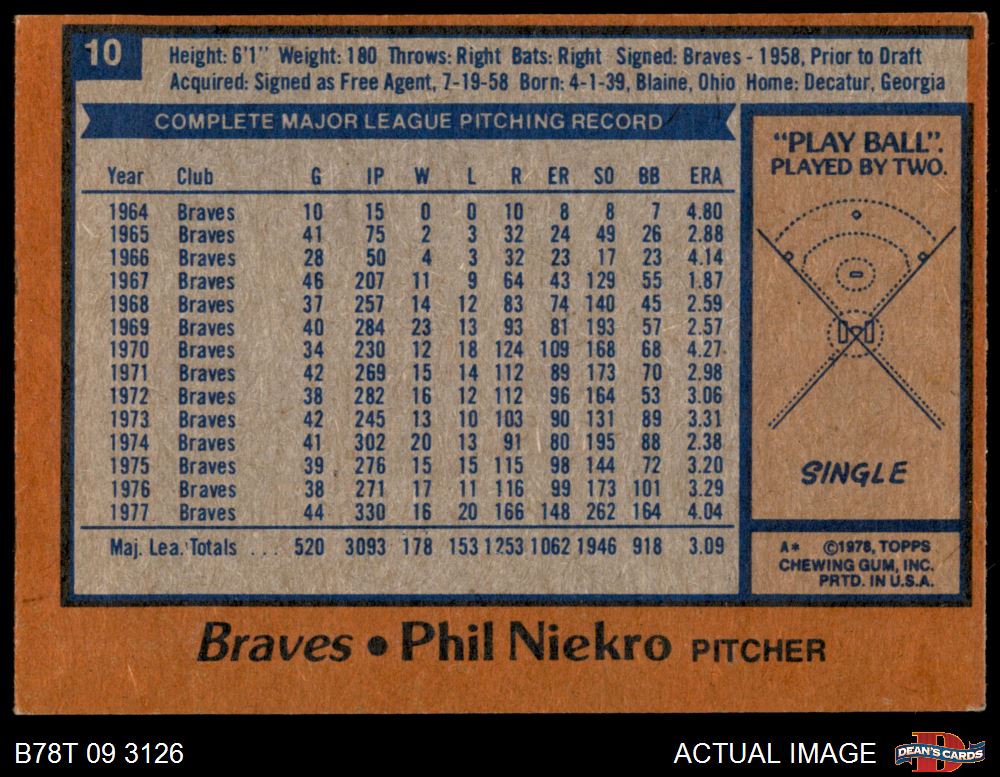 10
Height: 6'1" Weight: 180 Throws: Right Bats: Right Signed: Braves - 1958, Prior to Draft
Acquired: Signed as Free Agent, 7-19-58 Born: 4-1-39, Blaine, Ohio Home: Decatur, Georgia
COMPLETE MAJOR LEAGUE PITCHING RECORD
Year Club G IP W L R ER SO BB ERA
1964 Braves 10 15 0 0 10 8 8 7 4.80
1965 Braves 41 75 2 3 32 24 49 26 2.88
1966 Braves 28 50 4 3 32 23 17 23 4.14
1967 Braves 46 207 11 9 64 43 129 55 1.87
1968 Braves 37 257 14 12 83 74 140 45 2.59
1969 Braves 40 284 23 13 93 81 193 57 2.57
1970 Braves 34 230 12 18 124 109 168 68 4.27
1971 Braves 42 269 15 14 112 89 173 70 2.98
1972 Braves 38 282 16 12 112 96 164 53 3.06
1973 Braves 42 245 13 10 103 90 131 89 3.31
1974 Braves 41 302 20 13 91 80 195 88 2.38
1975 Braves 39 276 15 15 115 98 144 72 3.20
1976 Braves 38 271 17 11 116 99 173 101 3.29
1977 Braves 44 330 16 20 166 148 262 164 4.04
Maj. Lea. Totals ... 520 3093 178 153 1253 1062 1946 918 3.09
"PLAY BALL".
PLAYED BY TWO.
SINGLE
A* ©1978, TOPPS
CHEWING GUM, INC.
PRTD. IN U.S.A.
Braves • Phil Niekro PITCHER
B78T 09 3126
ACTUAL IMAGE
D
DEAN'S CARDS